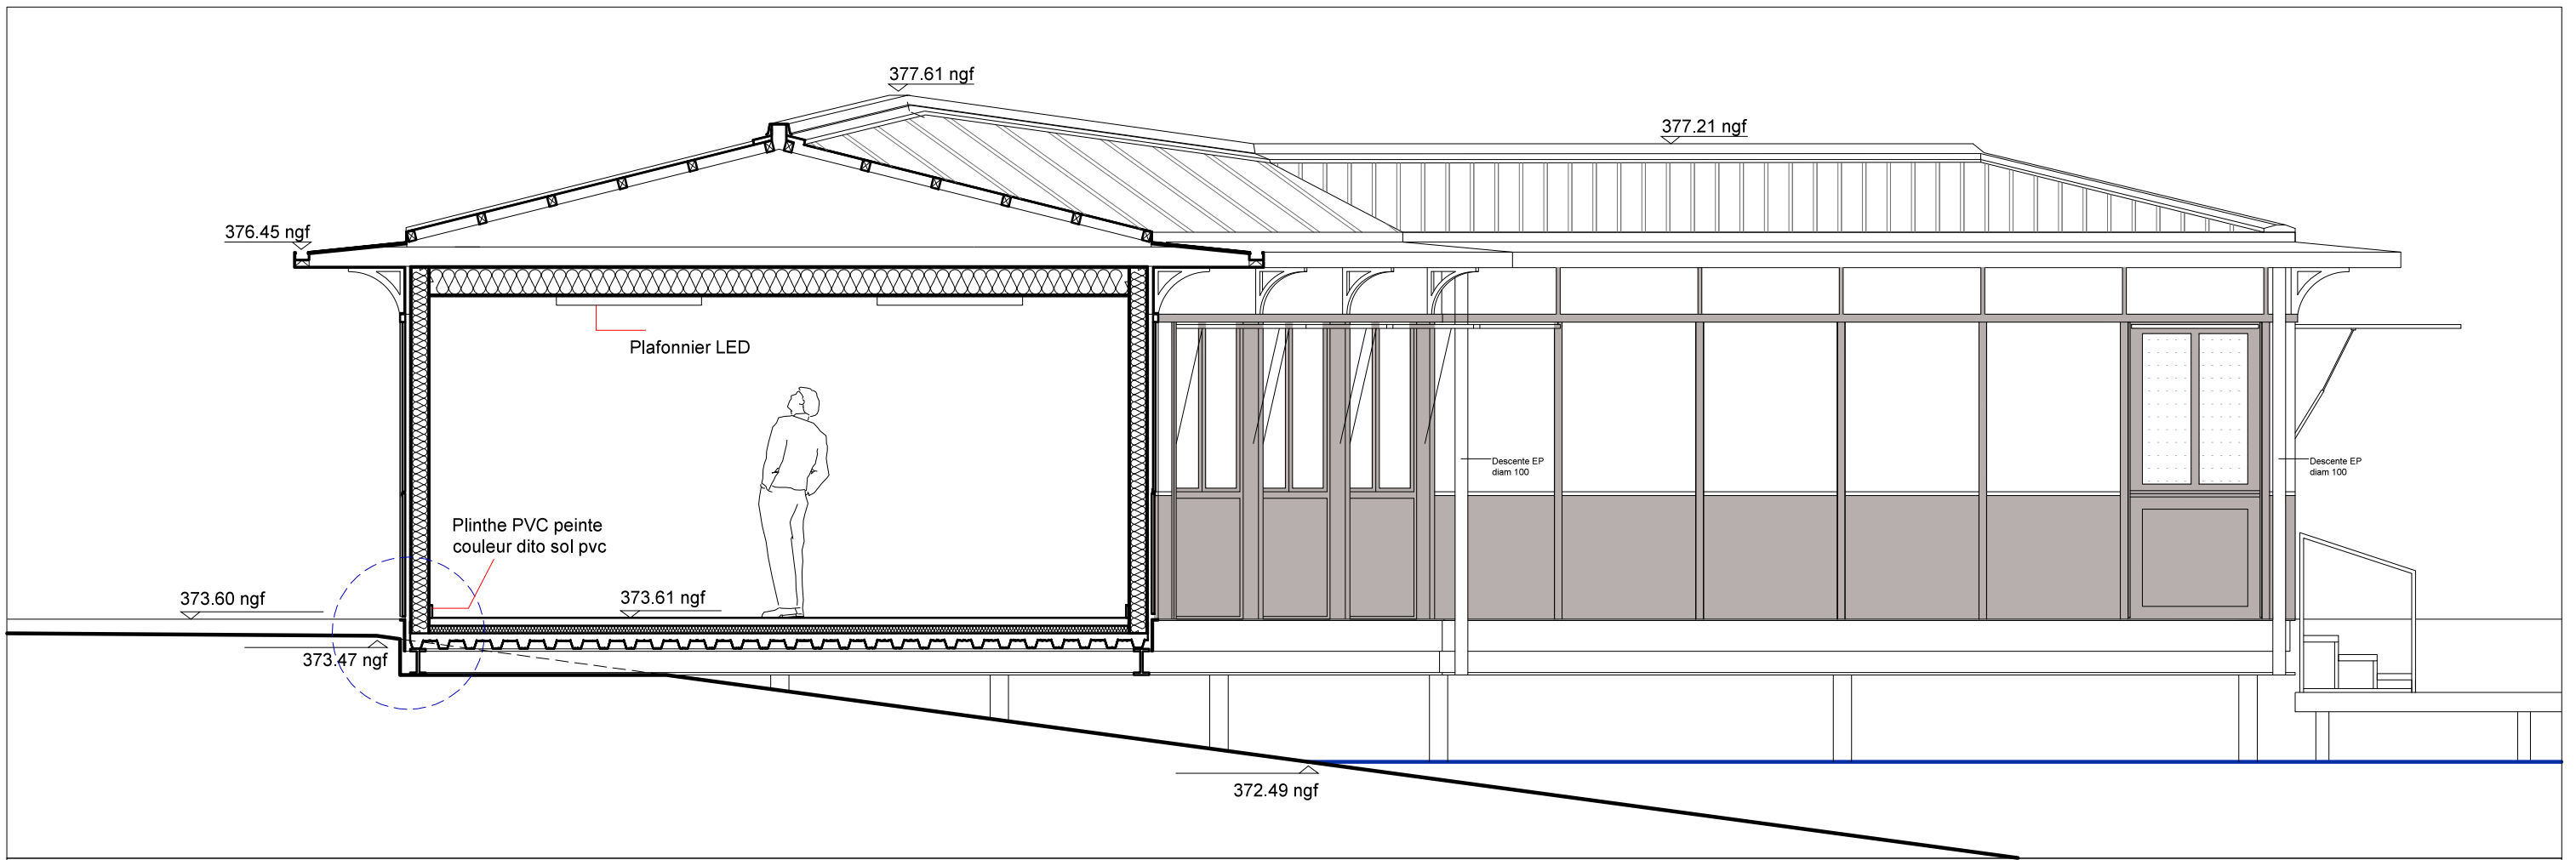 377.61 ngf
377.21 ngf
376.45 ngf
Plafonnier LED
Descente EP
diam 100
Descente EP
diam 100
Plinthe PVC peinte
couleur dito sol pvc
373.60 ngf
373.61 ngf
373.47 ngf
372.49 ngf